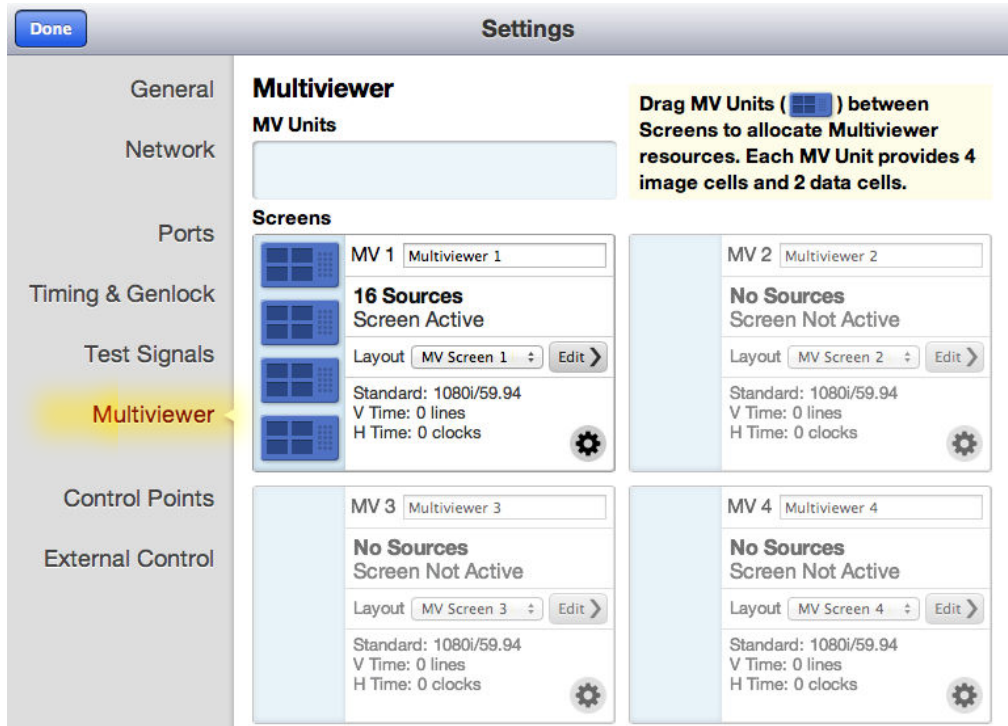 Done
Settings
General
Network
Ports
Timing & Genlock
Test Signals
Multiviewer
Control Points
External Control
Multiviewer
MV Units
Drag MV Units ( ) between
Screens to allocate Multiviewer
resources. Each MV Unit provides 4
image cells and 2 data cells.
Screens
MV 1 Multiviewer 1
16 Sources
Screen Active
Layout MV Screen 1 Edit
Standard: 1080i/59.94
V Time: 0 lines
H Time: 0 clocks
MV 2 Multiviewer 2
No Sources
Screen Not Active
Layout MV Screen 2 Edit
Standard: 1080i/59.94
V Time: 0 lines
H Time: 0 clocks
MV 3 Multiviewer 3
No Sources
Screen Not Active
Layout MV Screen 3 Edit
Standard: 1080i/59.94
V Time: 0 lines
H Time: 0 clocks
MV 4 Multiviewer 4
No Sources
Screen Not Active
Layout MV Screen 4 Edit
Standard: 1080i/59.94
V Time: 0 lines
H Time: 0 clocks